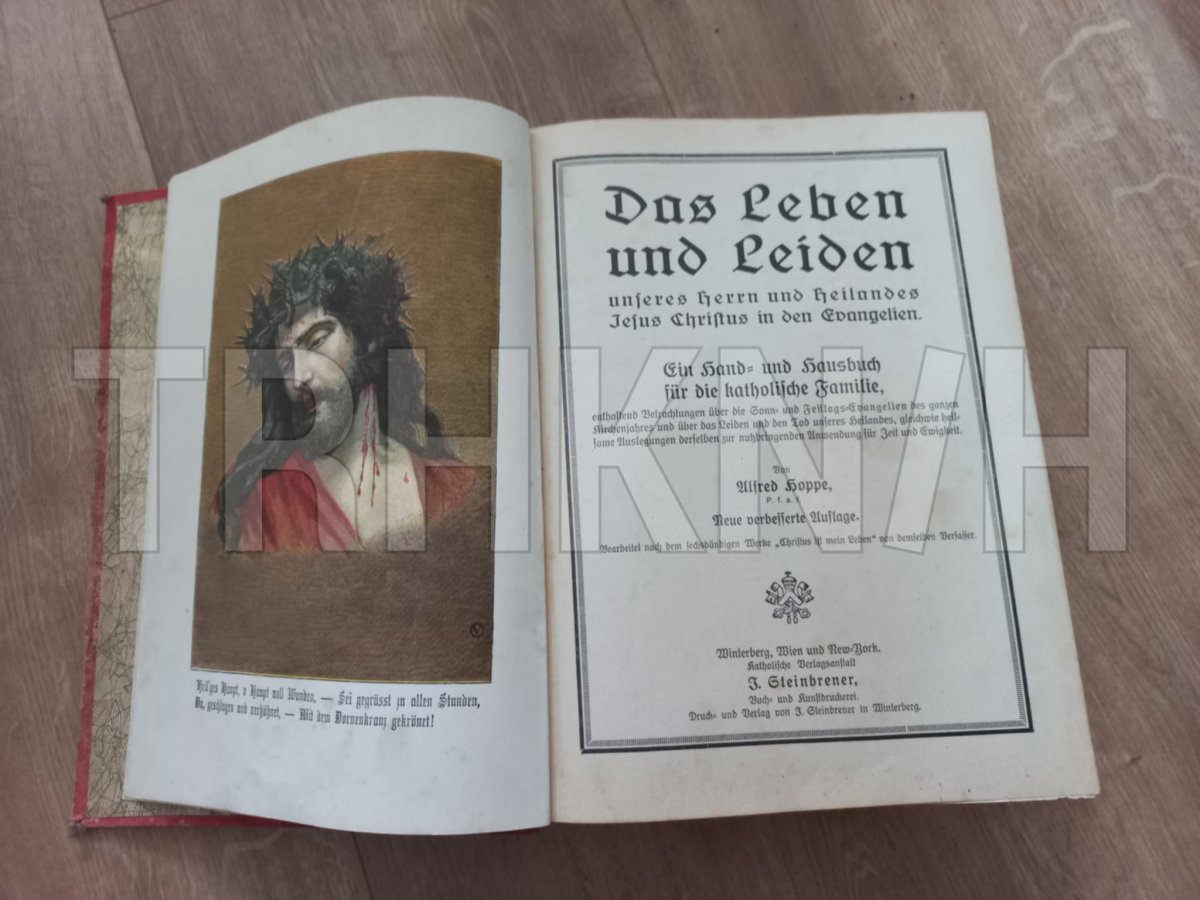 Heil'ges Haupt, o Haupt voll Wunden, — Sei gegrüsst zu allen Stunden,
Du, geschlagen und verhöhnet, — Mit dem Dornenkranz gekrönet!
Das Leben
und Leiden
unseres Herrn und Heilandes
Jesus Christus in den Evangelien.
Ein Hand- und Hausbuch
für die katholische Familie,
enthaltend Betrachtungen über die Sonn- und Festtags-Evangelien des ganzen
Kirchenjahres und über das Leiden und den Tod unseres Heilandes, gleichwie heil-
same Auslegungen derselben zur nutzbringenden Anwendung für Zeit und Ewigkeit.
Von
Alfred Hoppe,
P. f. a. f.
Neue verbesserte Auflage.
Bearbeitet nach dem sechsbändigen Werke „Christus ist mein Leben" von demselben Verfasser.
Winterberg, Wien und New-York.
Katholische Verlagsanstalt
J. Steinbrener,
Buch- und Kunstdruckerei.
Druck- und Verlag von J. Steinbrener in Winterberg.
TRHKN/H